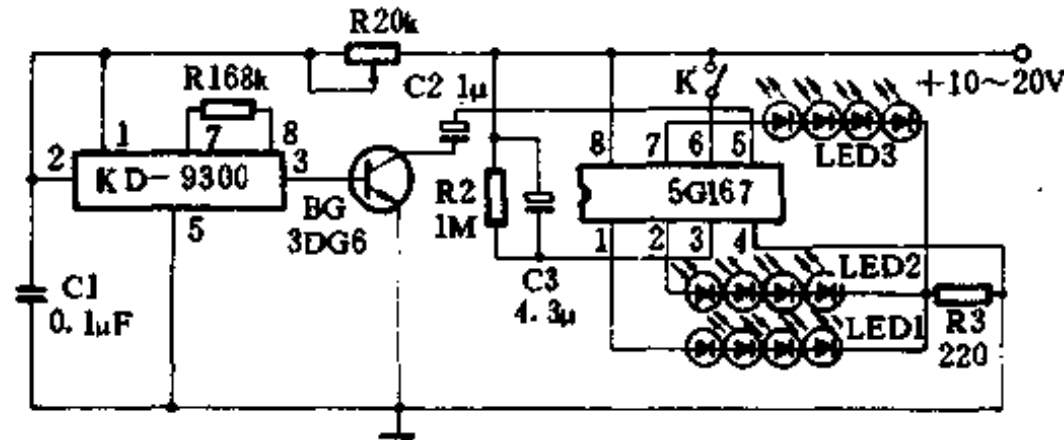 R20k
+10～20V
R168k
C2 1μ
K
1
7
8
2
3
KD-9300
5
BG
3DG6
R2
1M
8
7
6
5
LED3
5G167
1
2
3
4
C1
0.1μF
C3
4.3μ
LED2
LED1
R3
220